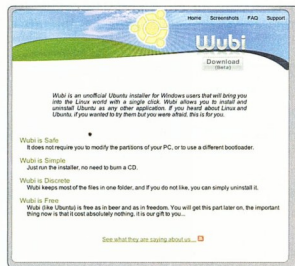 Home Screenshots FAQ Support
Wubi
Download
(Beta)
Wubi is an unofficial Ubuntu installer for Windows users that will bring you
into the Linux world with a single click. Wubi allows you to install and
uninstall Ubuntu as any other application. If you heard about Linux and
Ubuntu, if you wanted to try them but you were afraid, this is for you.
Wubi is Safe
It does not require you to modify the partitions of your PC, or to use a different bootloader.
Wubi is Simple
Just run the installer, no need to burn a CD.
Wubi is Discrete
Wubi keeps most of the files in one folder, and if you do not like, you can simply uninstall it.
Wubi is Free
Wubi (like Ubuntu) is free as in beer and as in freedom. You will get this part later on, the important
thing now is that it cost absolutely nothing, it is our gift to you...
See what they are saying about us...